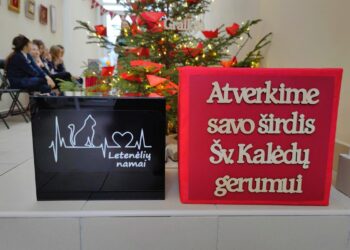 Letenėlių
namai
Atverkime
savo širdis
Šv. Kalėdų
gerumui